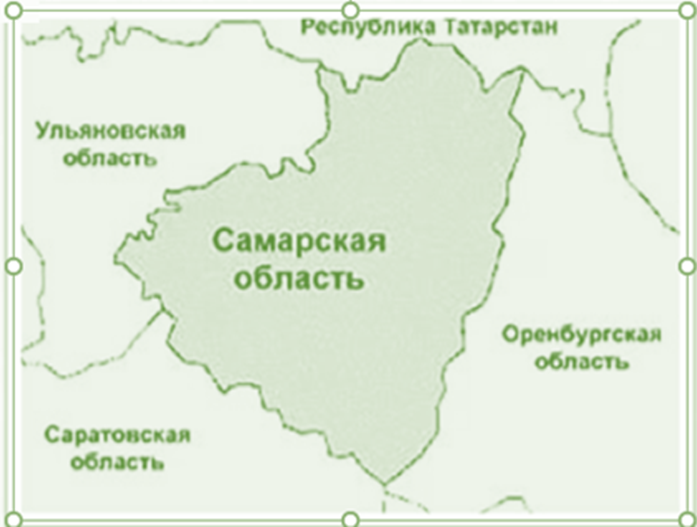 Республика Татарстан
Ульяновская
область
Самарская
область
Оренбургская
область
Саратовская
область